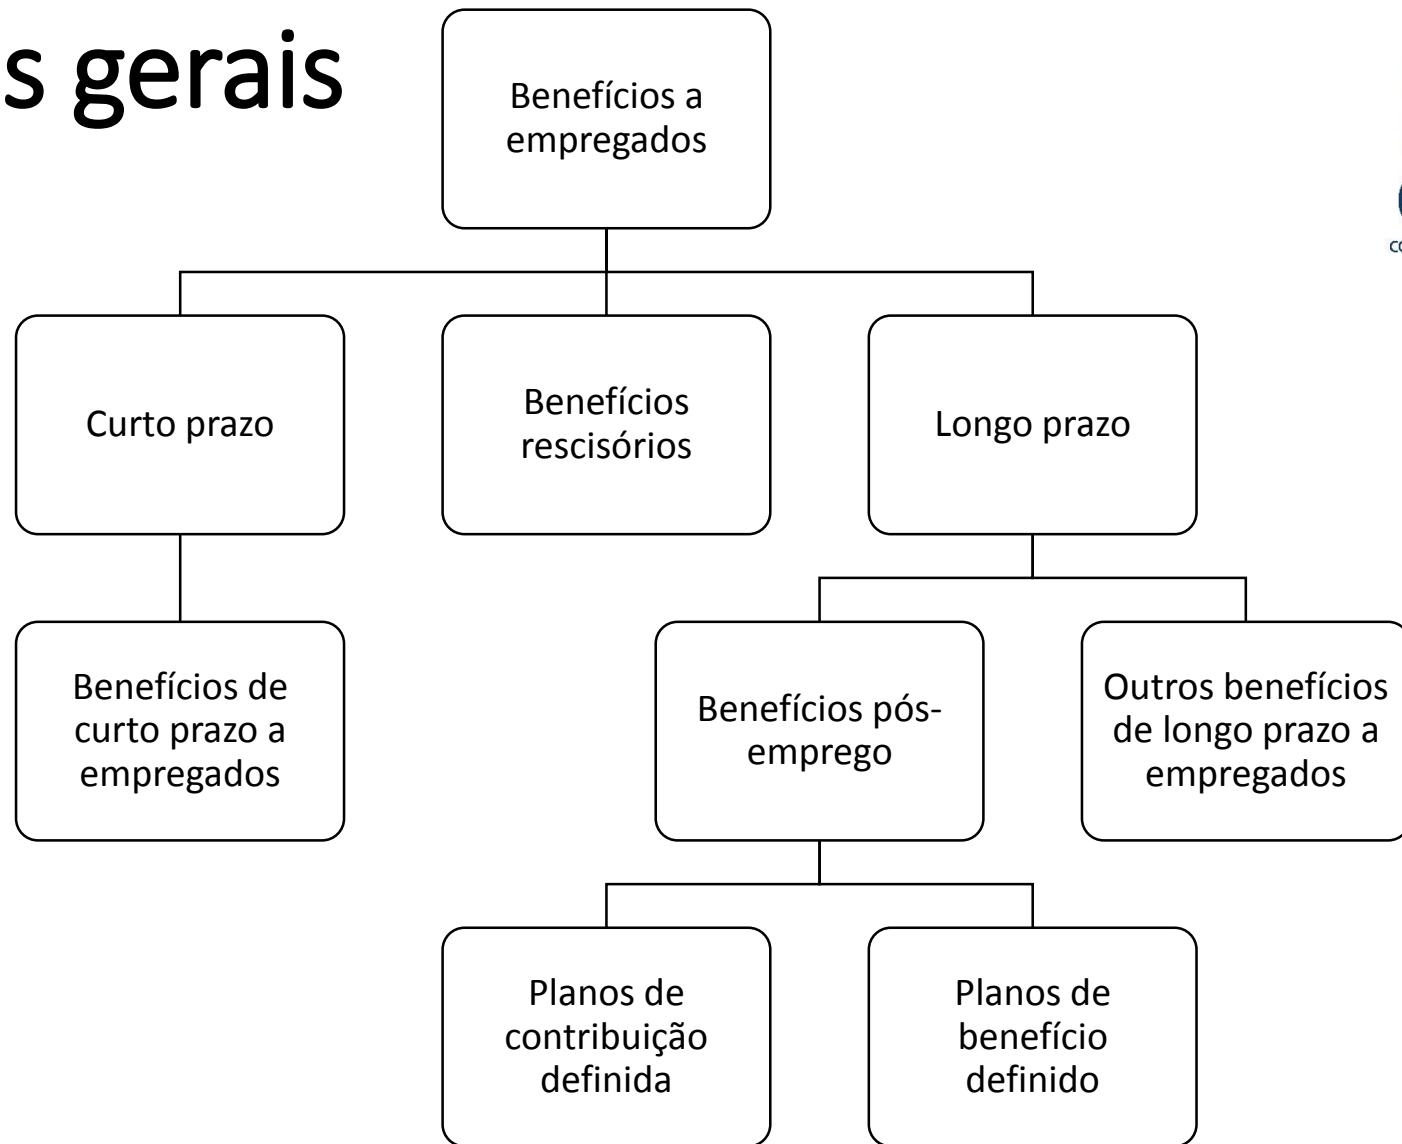 s gerais
Benefícios a
empregados
Curto prazo
Benefícios
rescisórios
Longo prazo
Benefícios de
curto prazo a
empregados
Benefícios pós-
emprego
Outros benefícios
de longo prazo a
empregados
Planos de
contribuição
definida
Planos de
benefício
definido